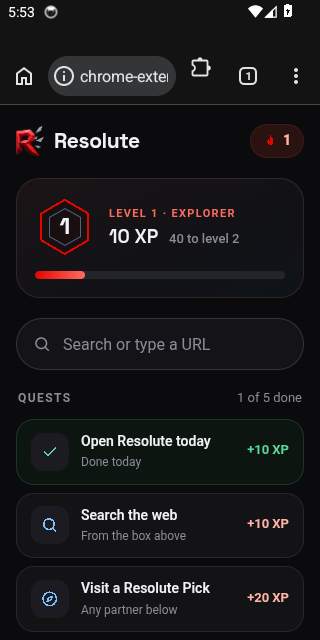 5:53
chrome-exte
1
Resolute
1
1
LEVEL 1 · EXPLORER
10 XP 40 to level 2
Search or type a URL
QUESTS 1 of 5 done
Open Resolute today
Done today
+10 XP
Search the web
From the box above
+10 XP
Visit a Resolute Pick
Any partner below
+20 XP